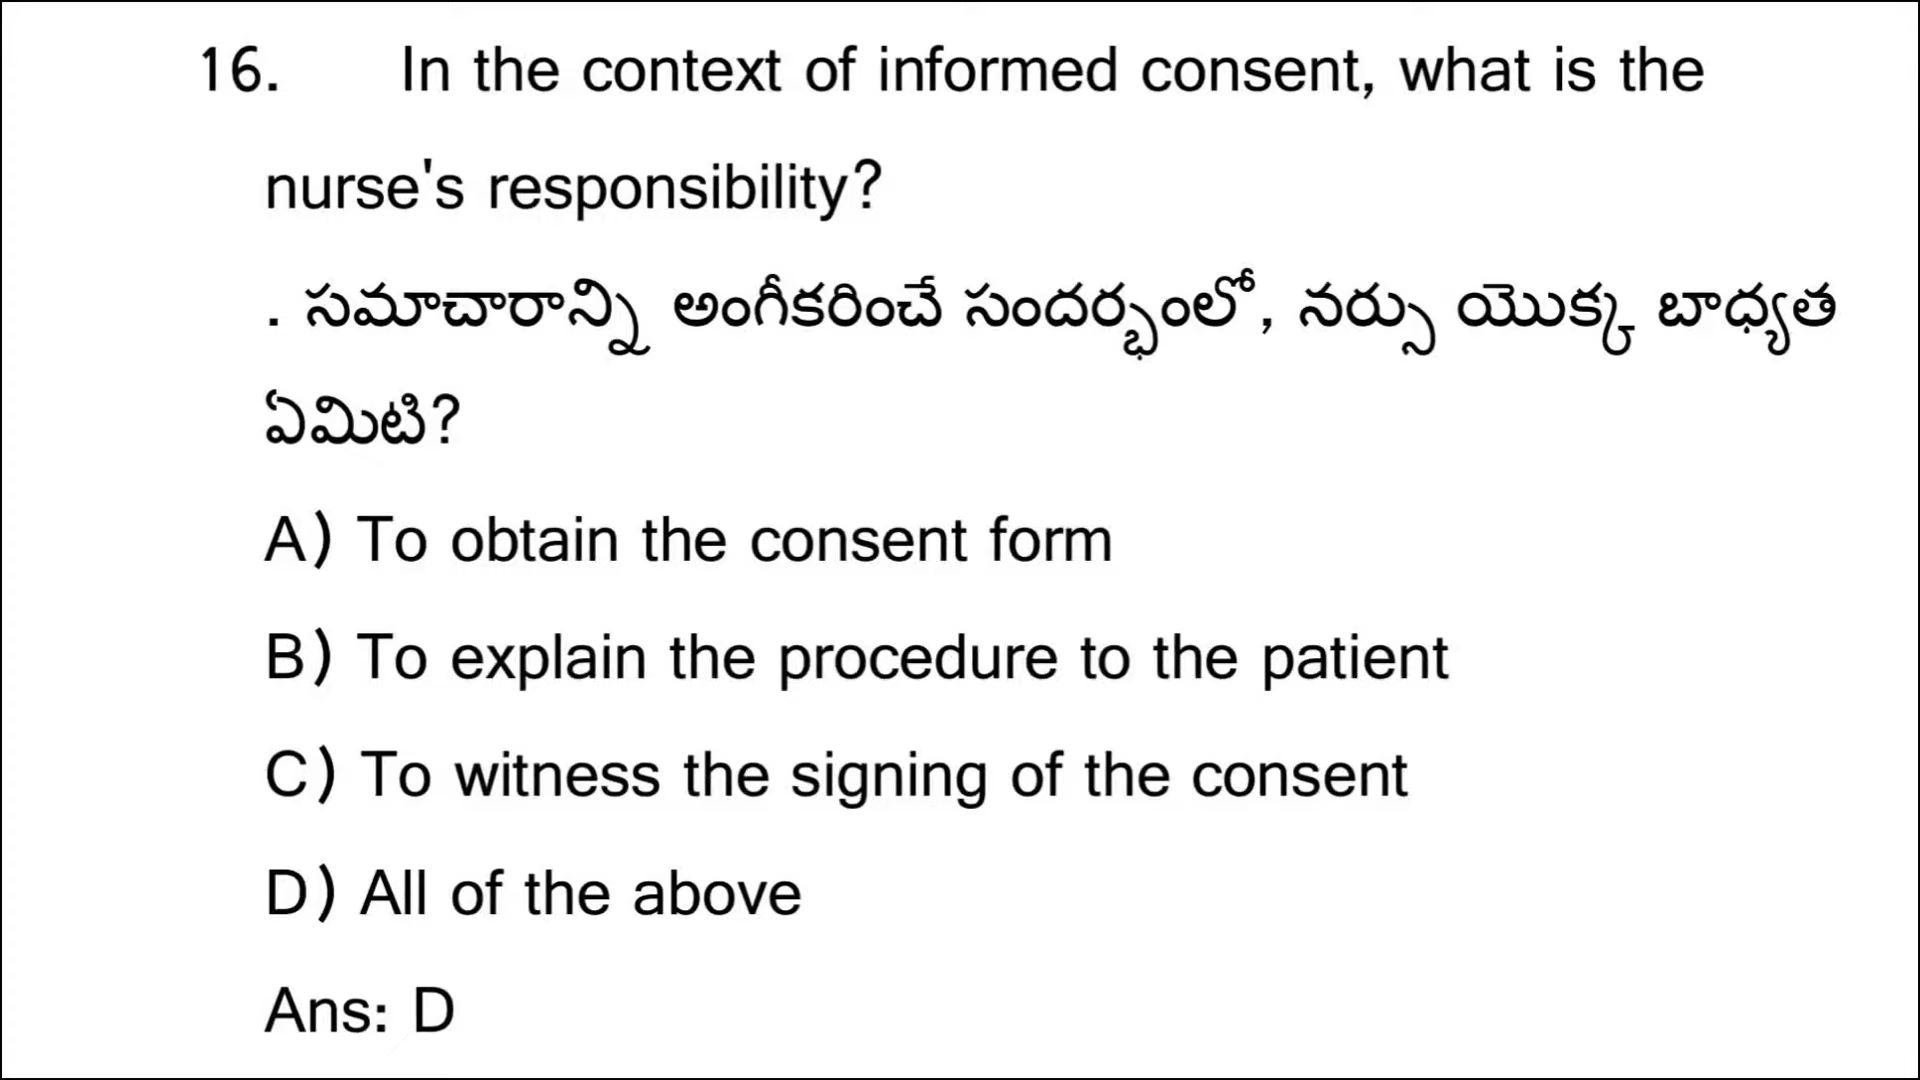 16. In the context of informed consent, what is the
nurse's responsibility?
. సమాచారాన్ని అంగీకరించే సందర్భంలో, నర్సు యొక్క బాధ్యత
ఏమిటి?
A) To obtain the consent form
B) To explain the procedure to the patient
C) To witness the signing of the consent
D) All of the above
Ans: D